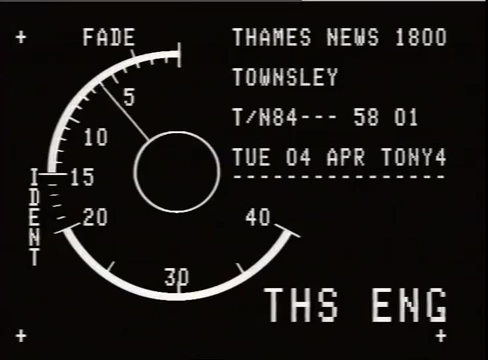 + FADE THAMES NEWS 1800
TOWNSLEY
5
T/N84--- 58 01
10
TUE 04 APR TONY4
-----------------
15
IDENT
20 40
30
THS ENG
+ +